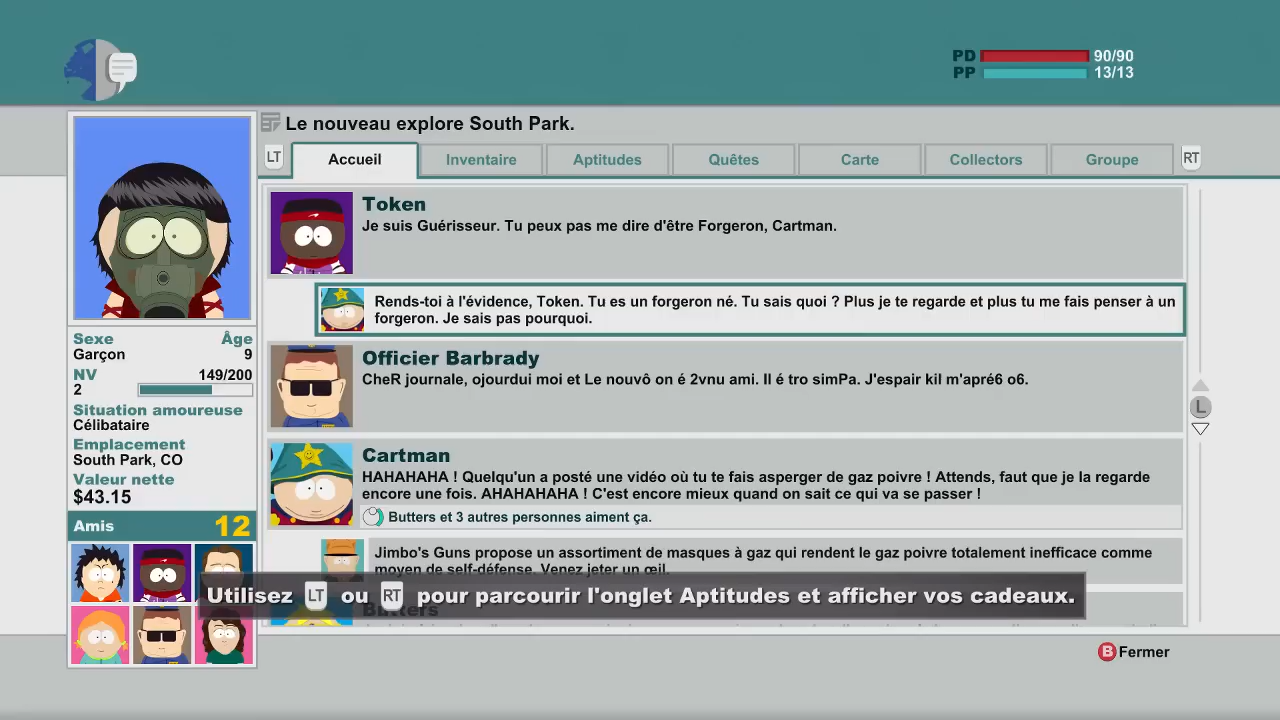 PD 90/90
PP 13/13
Le nouveau explore South Park.
LT Accueil Inventaire Aptitudes Quêtes Carte Collectors Groupe RT
Token
Je suis Guérisseur. Tu peux pas me dire d'être Forgeron, Cartman.
Rends-toi à l'évidence, Token. Tu es un forgeron né. Tu sais quoi ? Plus je te regarde et plus tu me fais penser à un
forgeron. Je sais pas pourquoi.
Officier Barbrady
CheR journale, ojourdui moi et Le nouvô on é 2vnu ami. Il é tro simPa. J'espair kil m'apré6 o6.
Cartman
HAHAHAHA ! Quelqu'un a posté une vidéo où tu te fais asperger de gaz poivre ! Attends, faut que je la regarde
encore une fois. AHAHAHAHA ! C'est encore mieux quand on sait ce qui va se passer !
Butters et 3 autres personnes aiment ça.
Jimbo's Guns propose un assortiment de masques à gaz qui rendent le gaz poivre totalement inefficace comme
moyen de self-défense. Venez jeter un œil.
Butters
L
Sexe Âge
Garçon 9
NV 149/200
2
Situation amoureuse
Célibataire
Emplacement
South Park, CO
Valeur nette
$43.15
Amis 12
Utilisez LT ou RT pour parcourir l'onglet Aptitudes et afficher vos cadeaux.
B Fermer